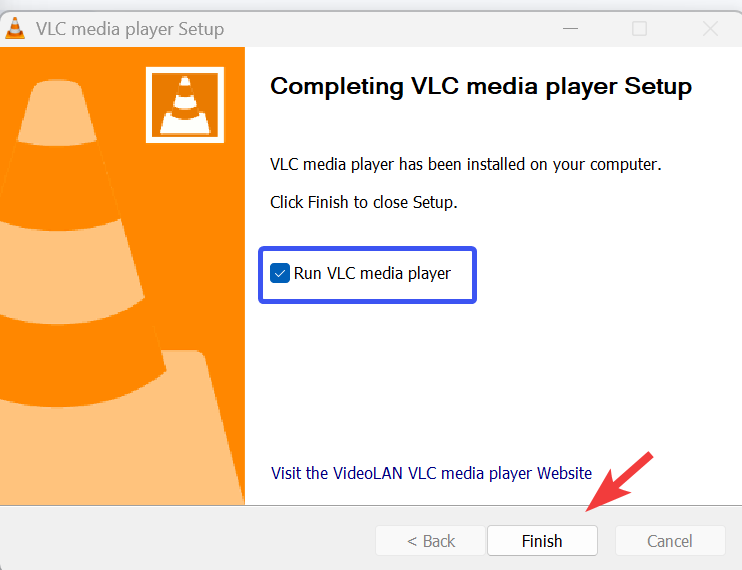 VLC media player Setup
Completing VLC media player Setup
VLC media player has been installed on your computer.
Click Finish to close Setup.
Run VLC media player
Visit the VideoLAN VLC media player Website
< Back
Finish
Cancel